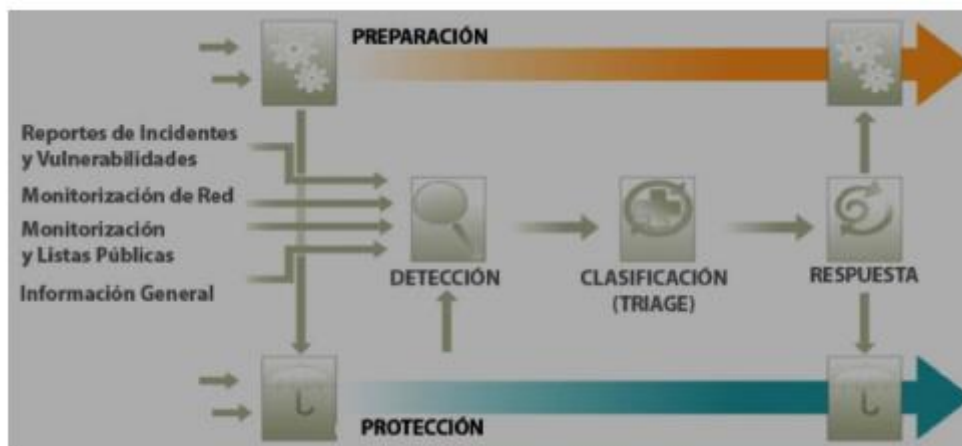 PREPARACIÓN
Reportes de Incidentes
y Vulnerabilidades
Monitorización de Red
Monitorización
y Listas Públicas
Información General
DETECCIÓN
CLASIFICACIÓN
(TRIAGE)
RESPUESTA
PROTECCIÓN